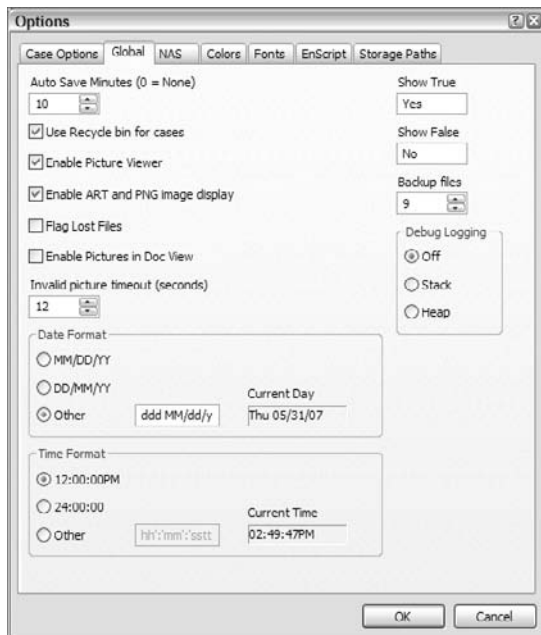 Options
Case Options Global NAS Colors Fonts EnScript Storage Paths
Auto Save Minutes (0 = None)
10
Use Recycle bin for cases
Enable Picture Viewer
Enable ART and PNG image display
Flag Lost Files
Enable Pictures in Doc View
Invalid picture timeout (seconds)
12
Show True
Yes
Show False
No
Backup files
9
Debug Logging
Off
Stack
Heap
Date Format
MM/DD/YY
DD/MM/YY
Other
ddd MM/dd/y
Current Day
Thu 05/31/07
Time Format
12:00:00PM
24:00:00
Other
hh':'mm':'sstt
Current Time
02:49:47PM
OK
Cancel